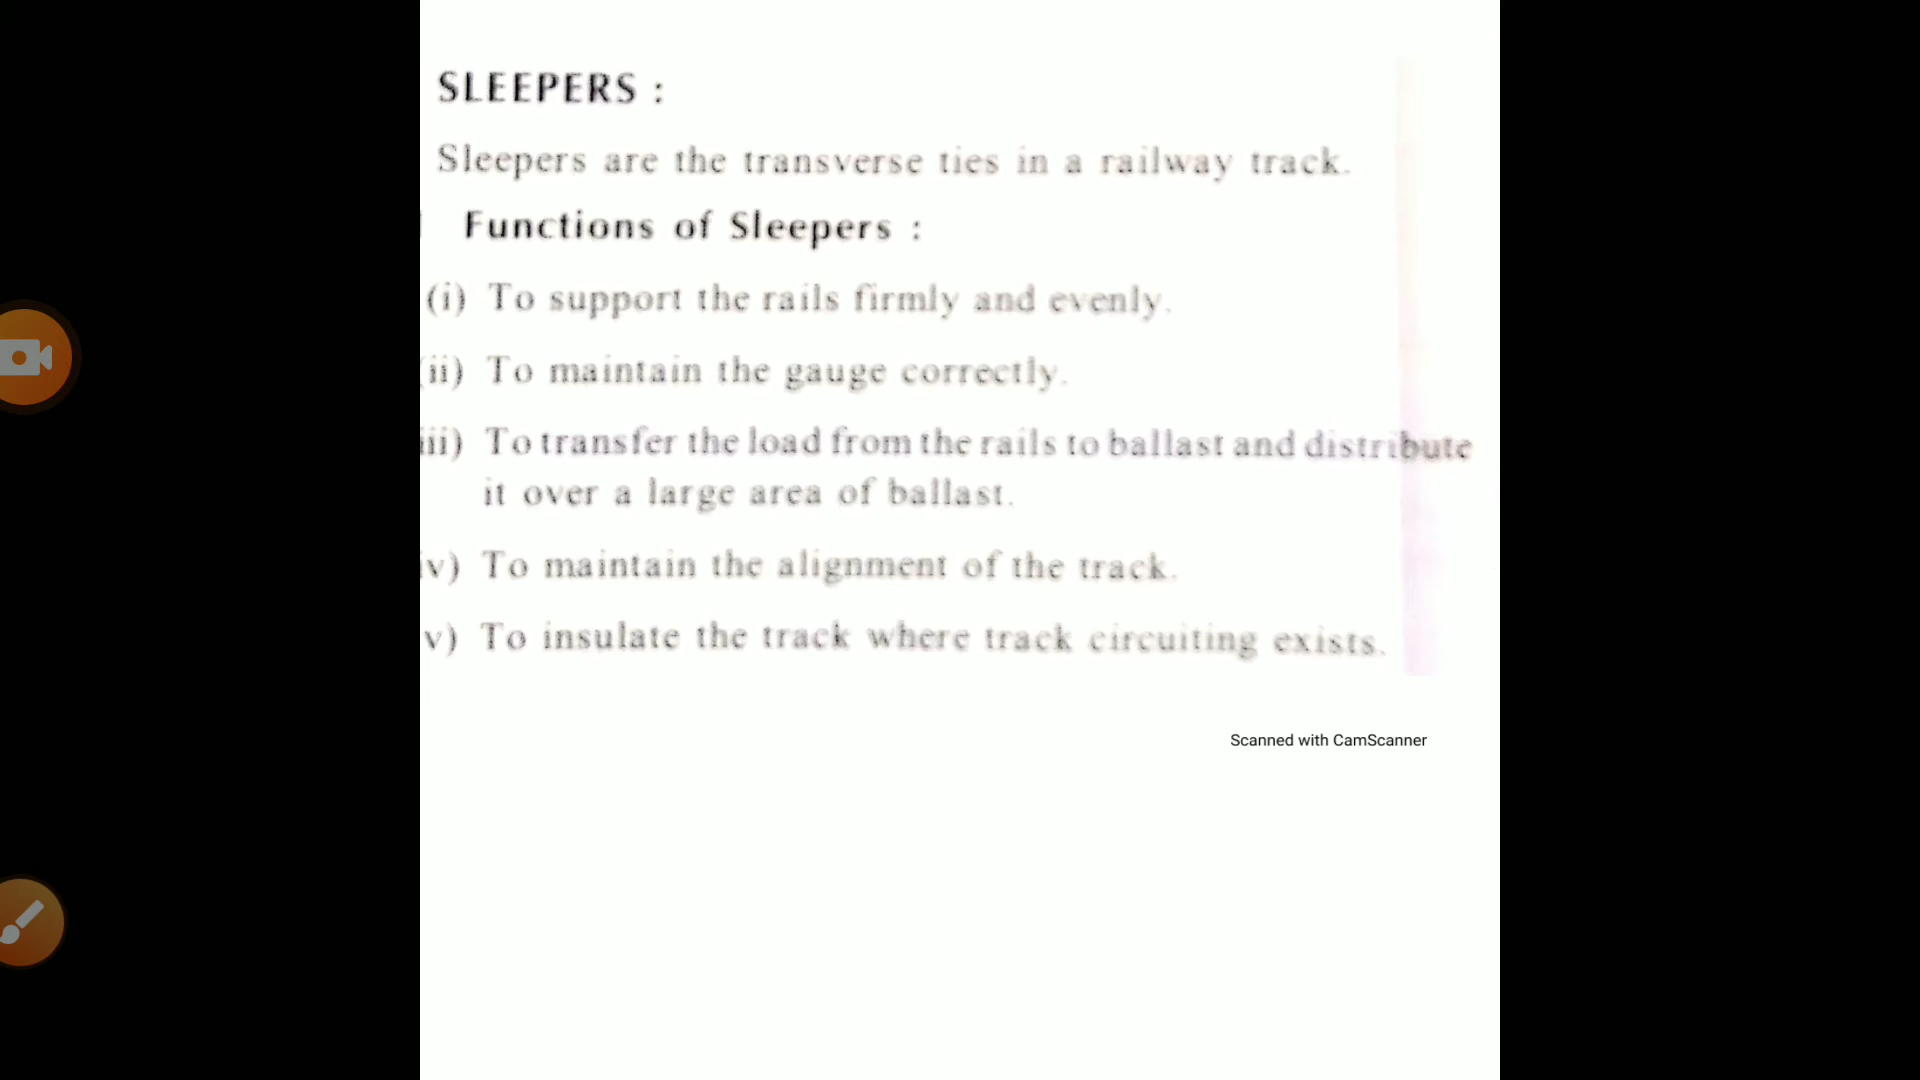 SLEEPERS :
Sleepers are the transverse ties in a railway track.
Functions of Sleepers :
(i) To support the rails firmly and evenly.
ii) To maintain the gauge correctly.
iii) To transfer the load from the rails to ballast and distribute
it over a large area of ballast.
iv) To maintain the alignment of the track.
v) To insulate the track where track circuiting exists.
Scanned with CamScanner